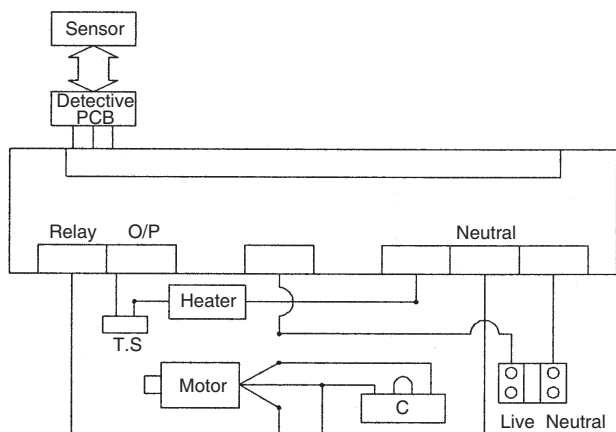 Sensor
Detective
PCB
Relay
O/P
Neutral
Heater
T.S
Motor
C
Live Neutral